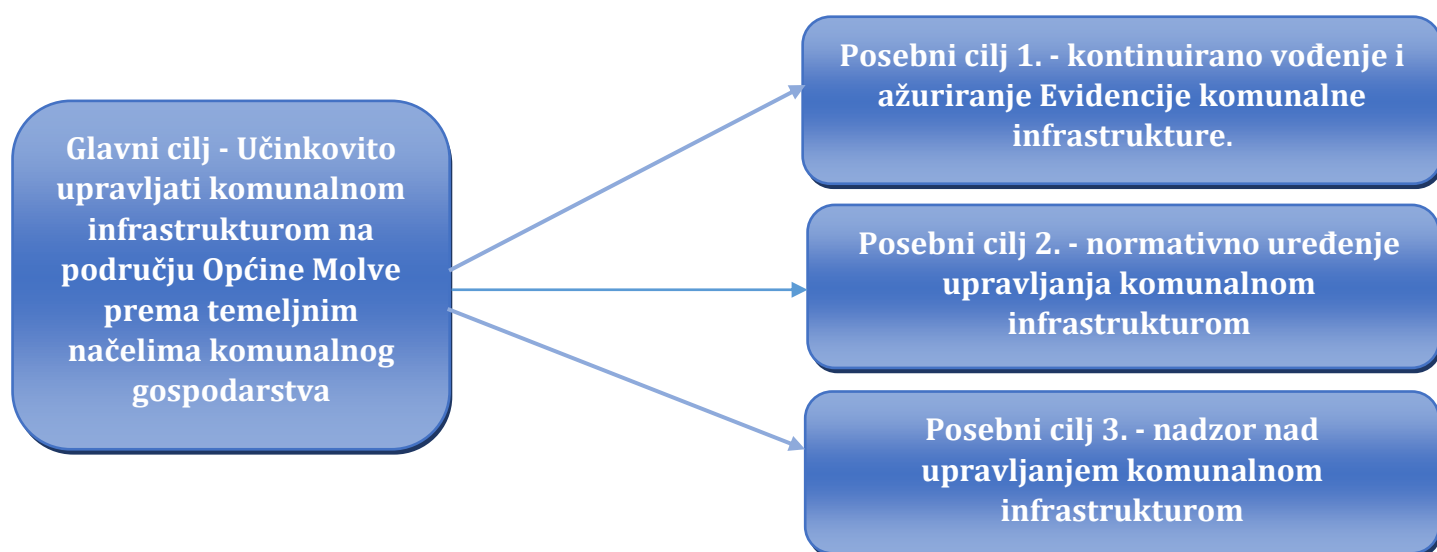 Glavni cilj - Učinkovito
upravljati komunalnom
infrastrukturom na
području Općine Molve
prema temeljnim
načelima komunalnog
gospodarstva
Posebni cilj 1. - kontinuirano vođenje i
ažuriranje Evidencije komunalne
infrastrukture.
Posebni cilj 2. - normativno uređenje
upravljanja komunalnom
infrastrukturom
Posebni cilj 3. - nadzor nad
upravljanjem komunalnom
infrastrukturom